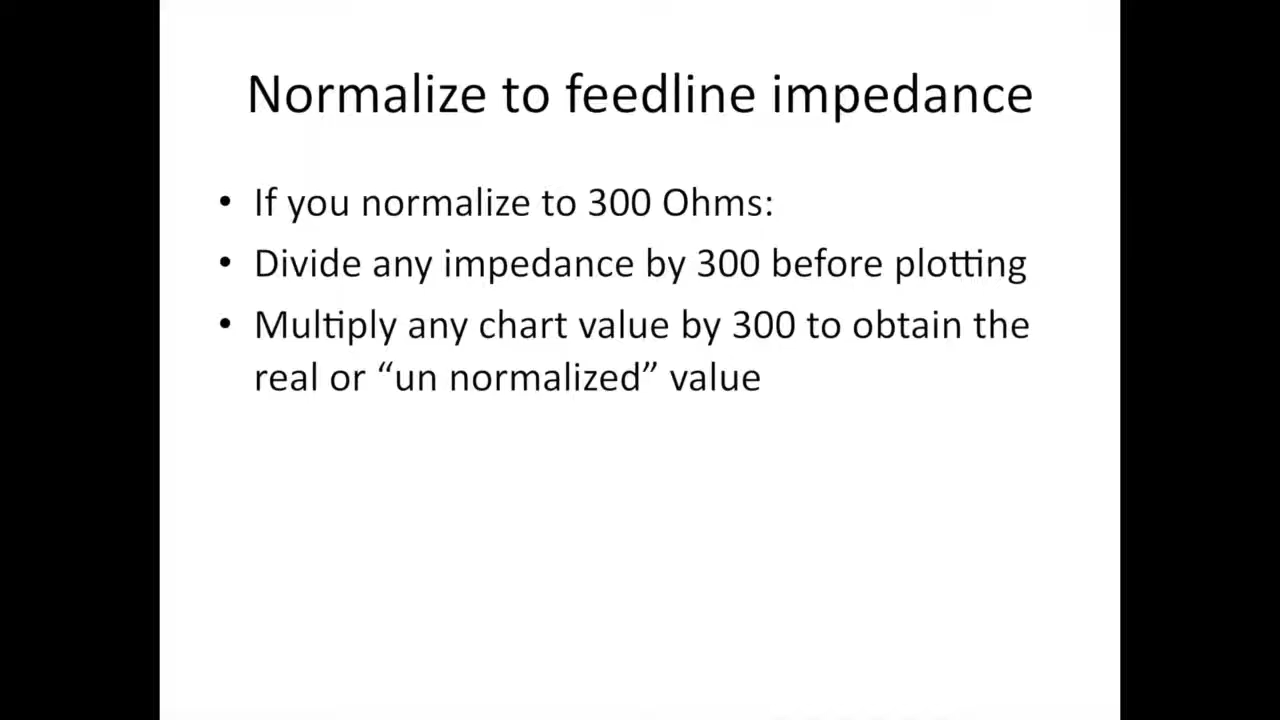 Normalize to feedline impedance
• If you normalize to 300 Ohms:
• Divide any impedance by 300 before plotting
• Multiply any chart value by 300 to obtain the
real or “un normalized” value